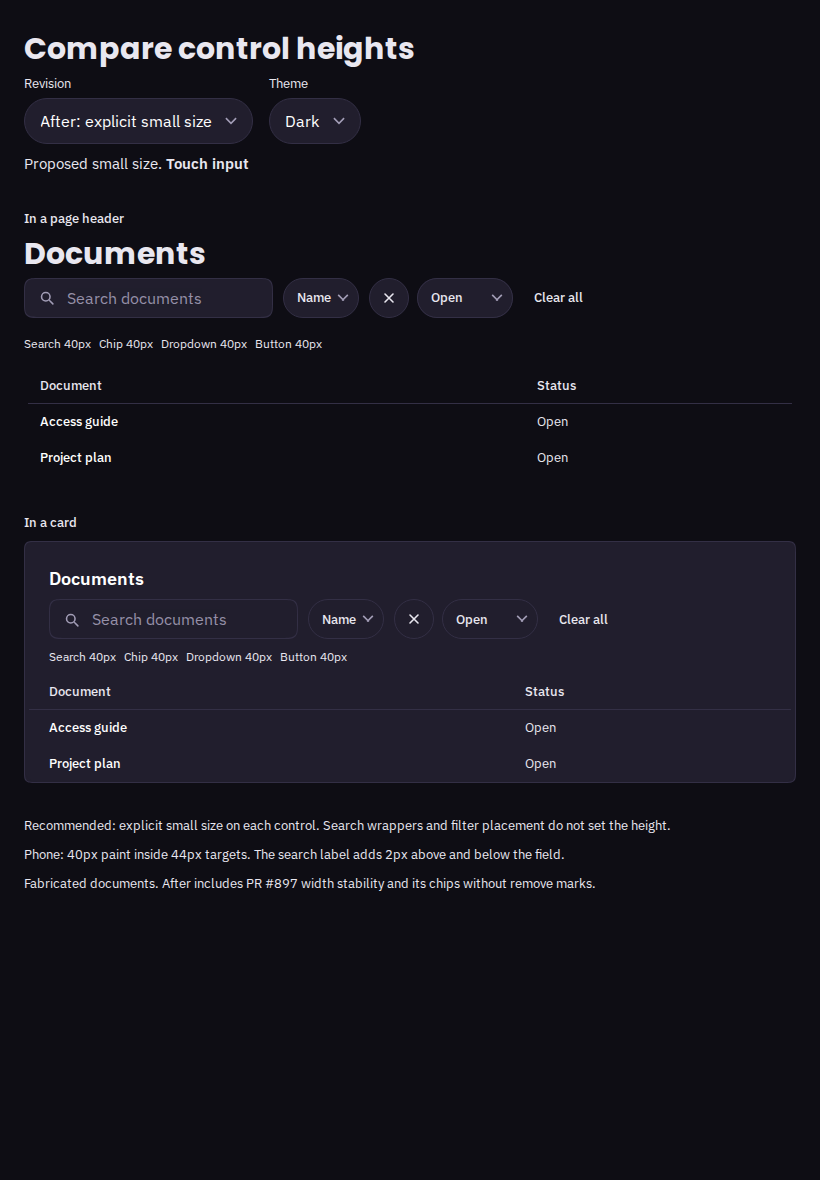 Compare control heights
Revision Theme
After: explicit small size Dark
Proposed small size. Touch input
In a page header
Documents
Search documents Name Open Clear all
Search 40px Chip 40px Dropdown 40px Button 40px
Document Status
Access guide Open
Project plan Open
In a card
Documents
Search documents Name Open Clear all
Search 40px Chip 40px Dropdown 40px Button 40px
Document Status
Access guide Open
Project plan Open
Recommended: explicit small size on each control. Search wrappers and filter placement do not set the height.
Phone: 40px paint inside 44px targets. The search label adds 2px above and below the field.
Fabricated documents. After includes PR #897 width stability and its chips without remove marks.